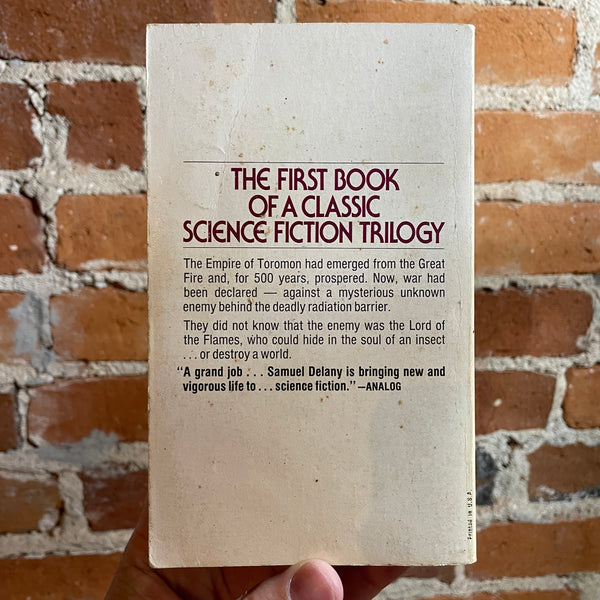 THE FIRST BOOK
OF A CLASSIC
SCIENCE FICTION TRILOGY
The Empire of Toromon had emerged from the Great
Fire and, for 500 years, prospered. Now, war had
been declared — against a mysterious unknown
enemy behind the deadly radiation barrier.
They did not know that the enemy was the Lord of
the Flames, who could hide in the soul of an insect
. . . or destroy a world.
"A grand job . . . Samuel Delany is bringing new and
vigorous life to . . . science fiction." —ANALOG
Printed in U.S.A.